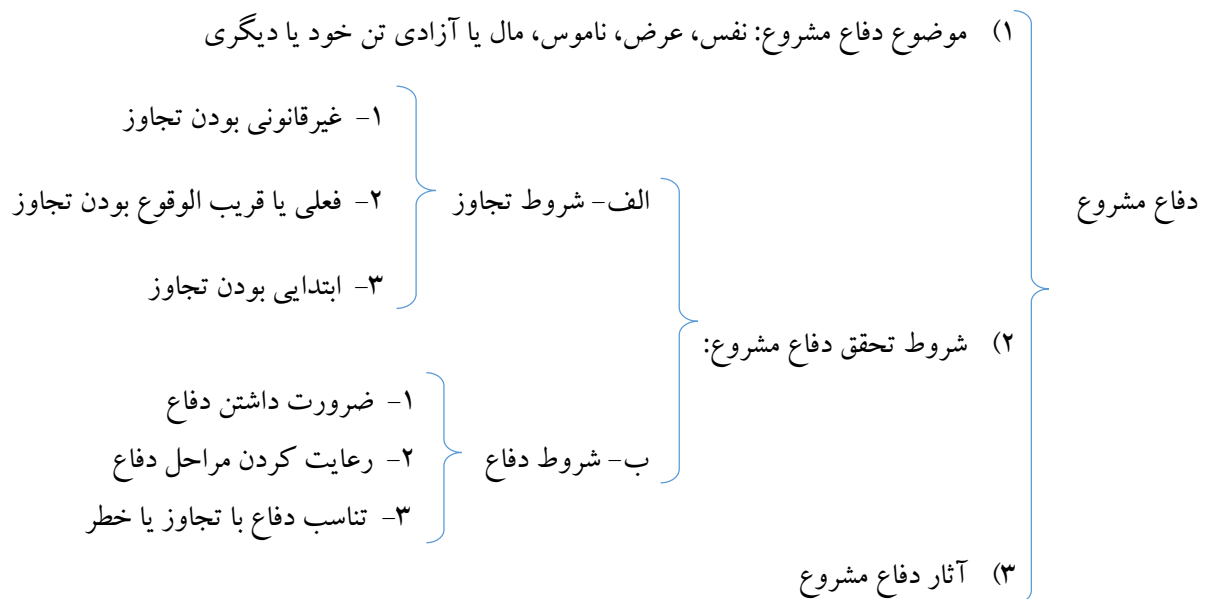 ۱) موضوع دفاع مشروع: نفس، عرض، ناموس، مال یا آزادی تن خود یا دیگری
۱- غیرقانونی بودن تجاوز
دفاع مشروع
الف- شروط تجاوز
۲- فعلی یا قریب الوقوع بودن تجاوز
۳- ابتدایی بودن تجاوز
۲) شروط تحقق دفاع مشروع:
۱- ضرورت داشتن دفاع
ب- شروط دفاع
۲- رعایت کردن مراحل دفاع
۳- تناسب دفاع با تجاوز یا خطر
۳) آثار دفاع مشروع